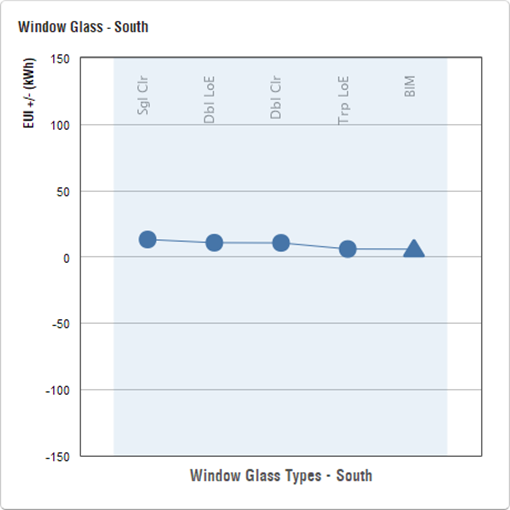 Window Glass - South
EUI +/- (kWh)
150
100
50
0
-50
-100
-150
Sgl Clr
Dbl LoE
Dbl Clr
Trp LoE
BIM
Window Glass Types - South